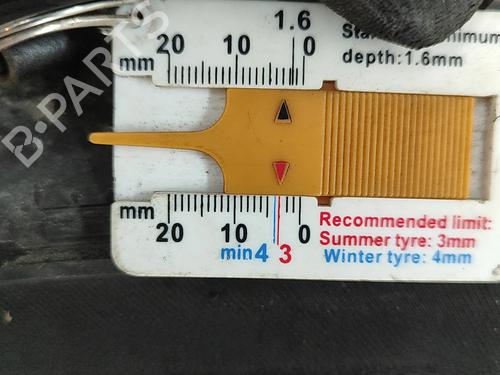 1.6
20 10 0
mm
depth:1.6mm
mm
20 10 0
min4 3
Recommended limit:
Summer tyre: 3mm
Winter tyre: 4mm
B-PARTS